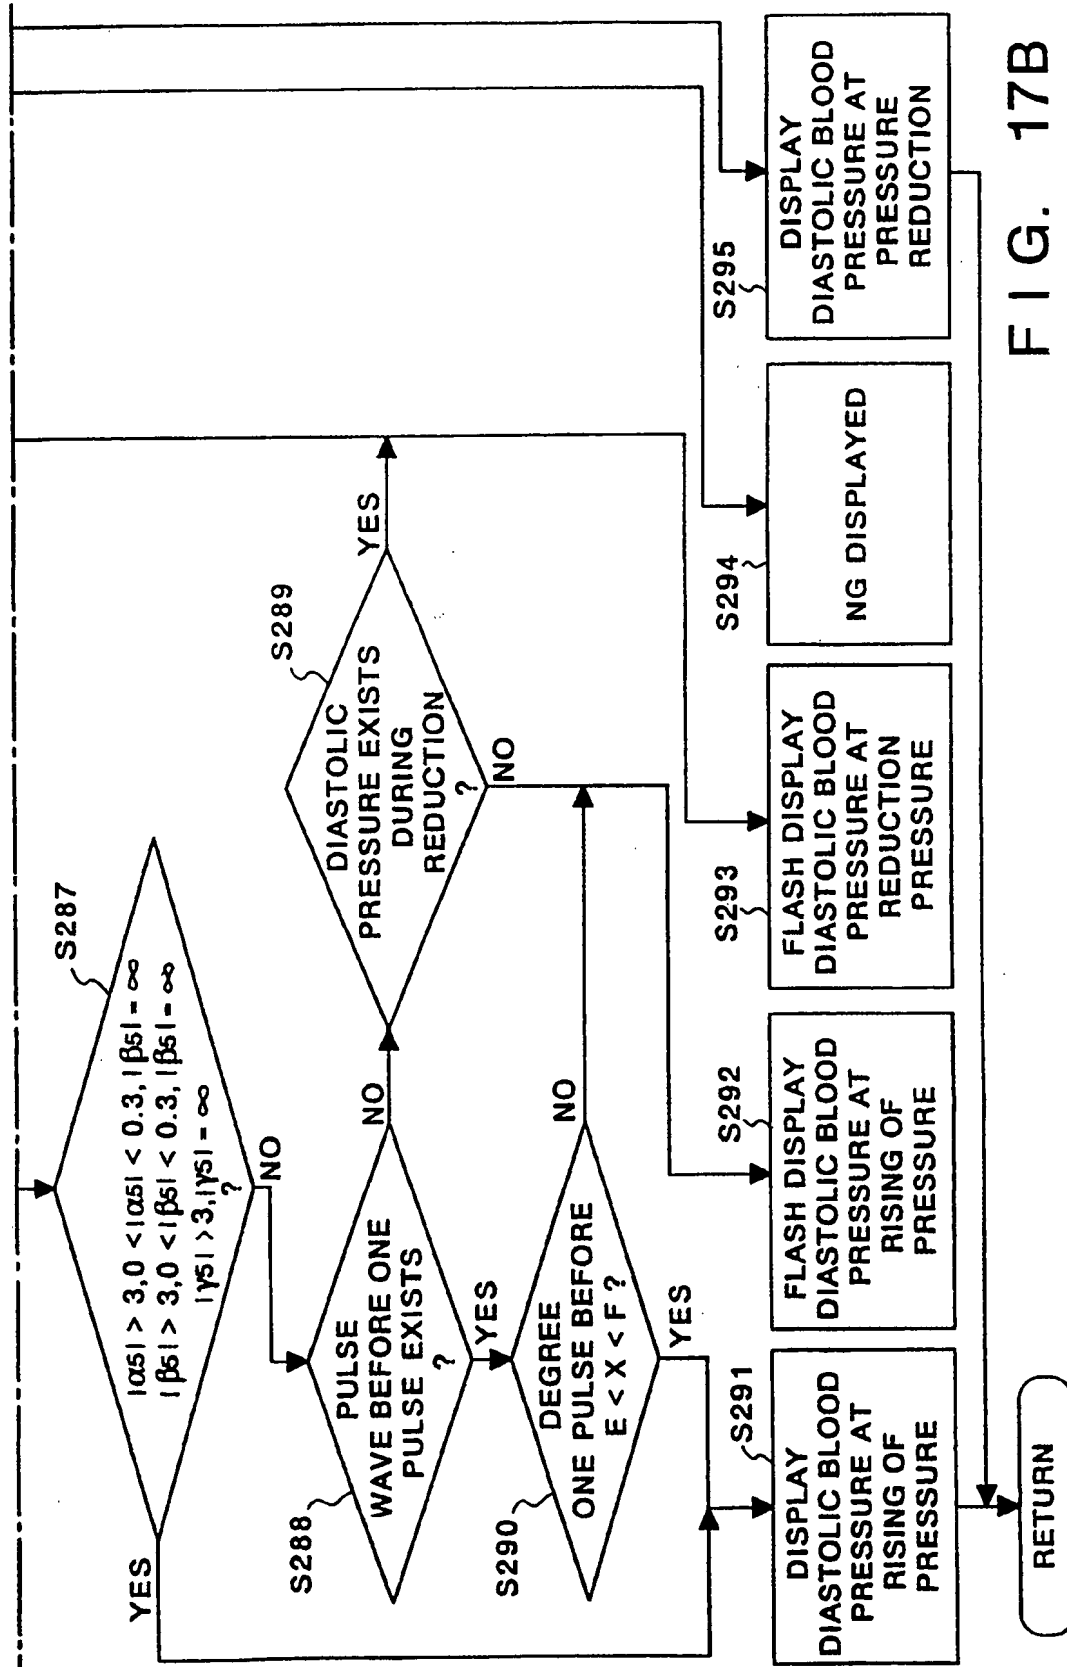 S287
|α5| > 3, 0 < |α5| < 0.3, |β5| = ∞
|β5| > 3, 0 < |β5| < 0.3, |β5| = ∞
|γ5| > 3, |γ5| = ∞
?
YES
NO
S288
PULSE
WAVE BEFORE ONE
PULSE EXISTS
?
NO
YES
S289
DIASTOLIC
PRESSURE EXISTS
DURING
REDUCTION
?
YES
NO
S290
DEGREE
ONE PULSE BEFORE
E < X < F ?
NO
YES
S291
DISPLAY
DIASTOLIC BLOOD
PRESSURE AT
RISING OF
PRESSURE
S292
FLASH DISPLAY
DIASTOLIC BLOOD
PRESSURE AT
RISING OF
PRESSURE
S293
FLASH DISPLAY
DIASTOLIC BLOOD
PRESSURE AT
REDUCTION
PRESSURE
S294
NG DISPLAYED
S295
DISPLAY
DIASTOLIC BLOOD
PRESSURE AT
PRESSURE
REDUCTION
RETURN
FIG. 17B